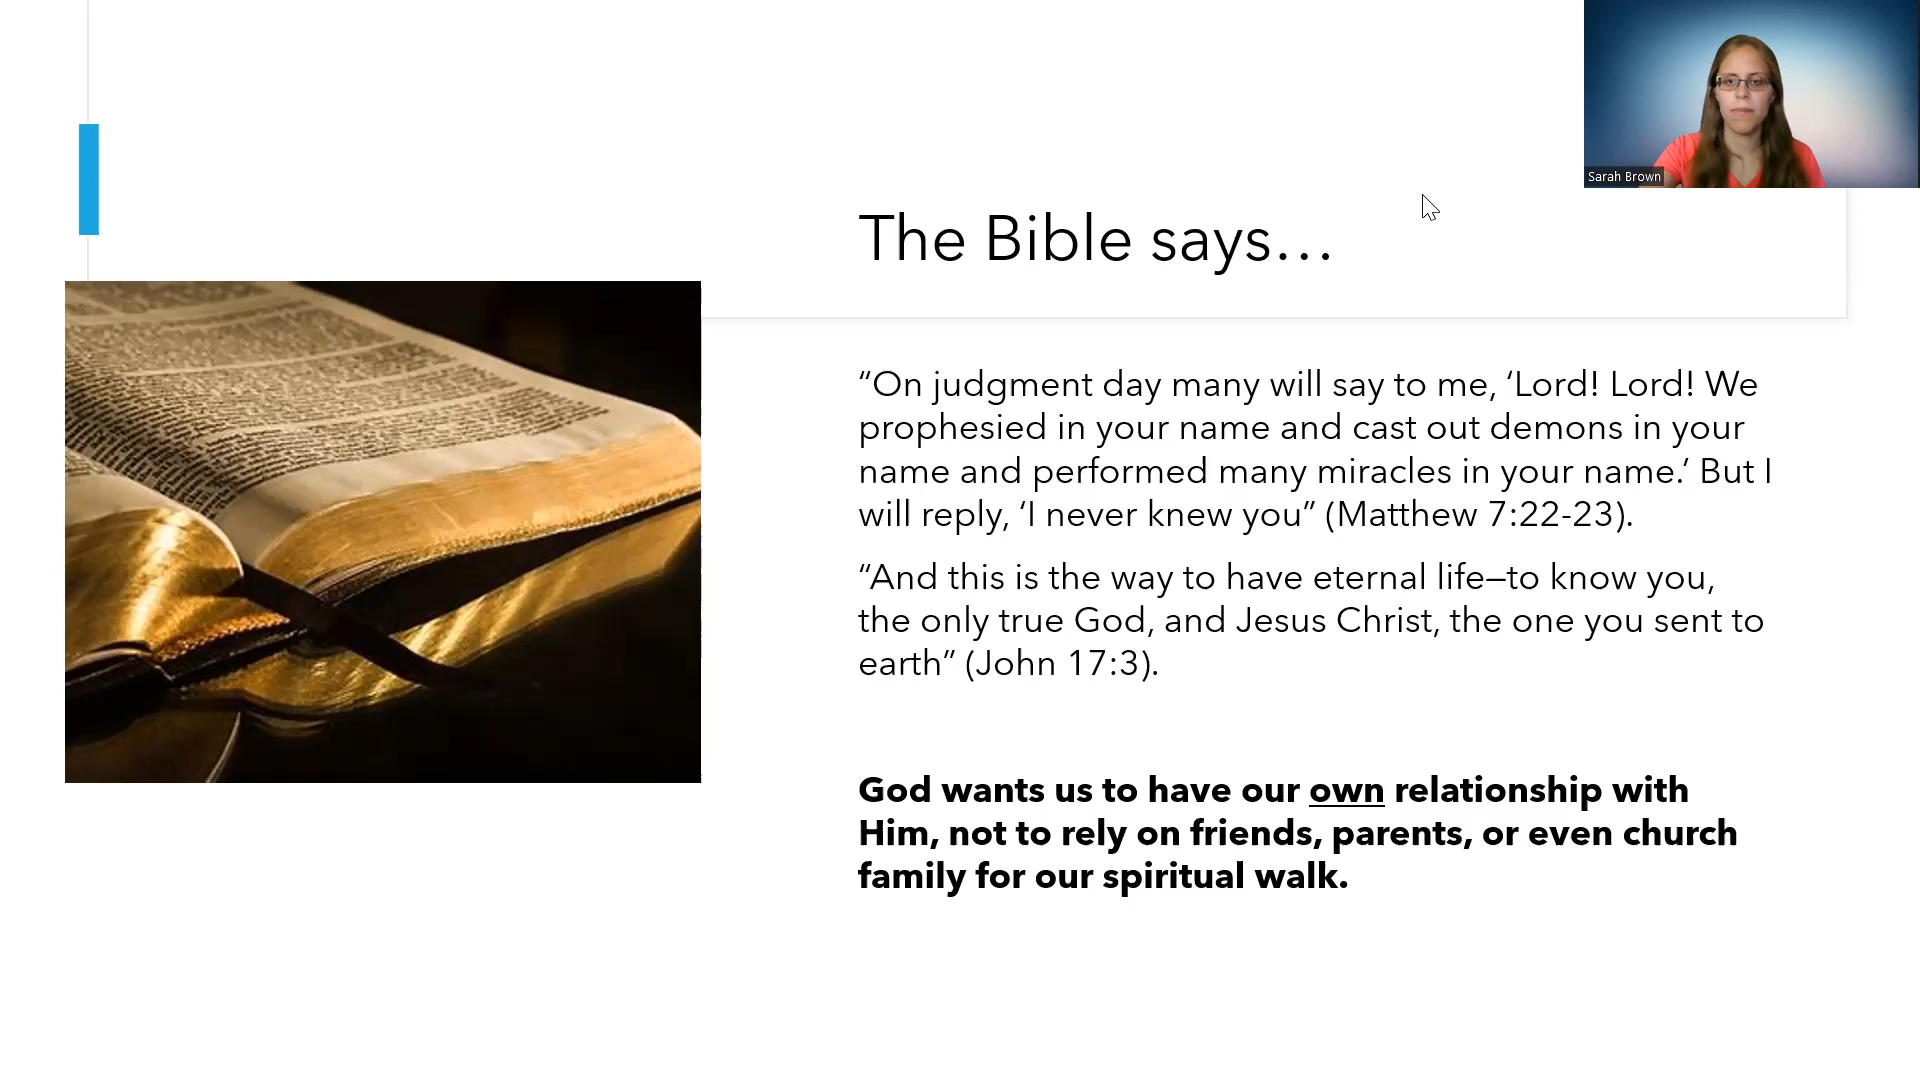 Sarah Brown
The Bible says…
“On judgment day many will say to me, ‘Lord! Lord! We
prophesied in your name and cast out demons in your
name and performed many miracles in your name.’ But I
will reply, ‘I never knew you” (Matthew 7:22-23).
“And this is the way to have eternal life—to know you,
the only true God, and Jesus Christ, the one you sent to
earth” (John 17:3).
God wants us to have our own relationship with
Him, not to rely on friends, parents, or even church
family for our spiritual walk.